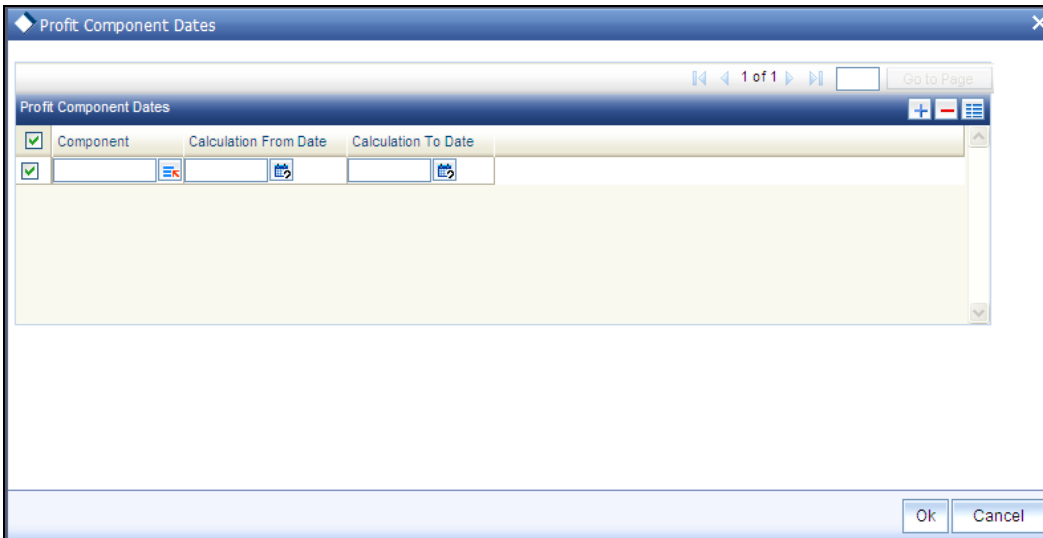 Profit Component Dates
1 of 1 Go to Page
Profit Component Dates
Component Calculation From Date Calculation To Date
Ok Cancel